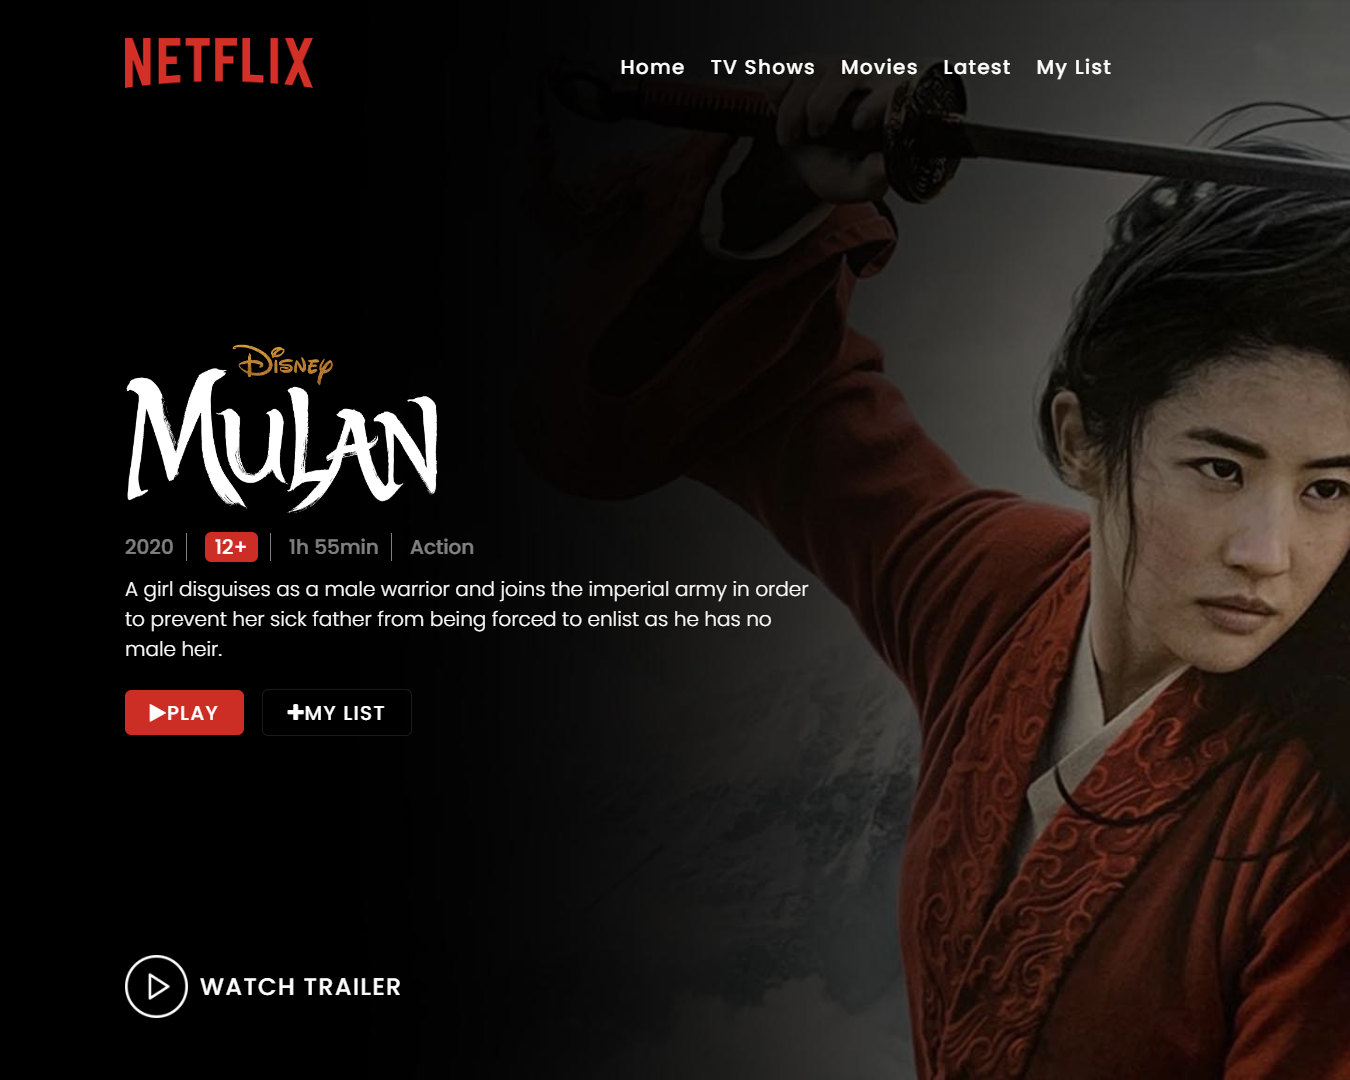 NETFLIX
Home TV Shows Movies Latest My List
Disney
MULAN
2020 12+ 1h 55min Action
A girl disguises as a male warrior and joins the imperial army in order
to prevent her sick father from being forced to enlist as he has no
male heir.
PLAY MY LIST
WATCH TRAILER